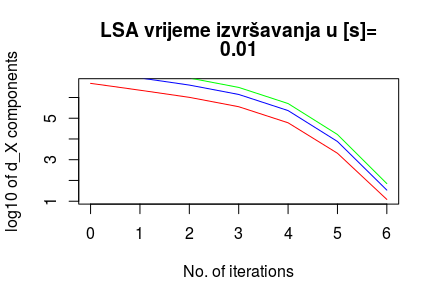 LSA vrijeme izvršavanja u [s]=
0.01
log10 of d_X components
5
3
1
0 1 2 3 4 5 6
No. of iterations